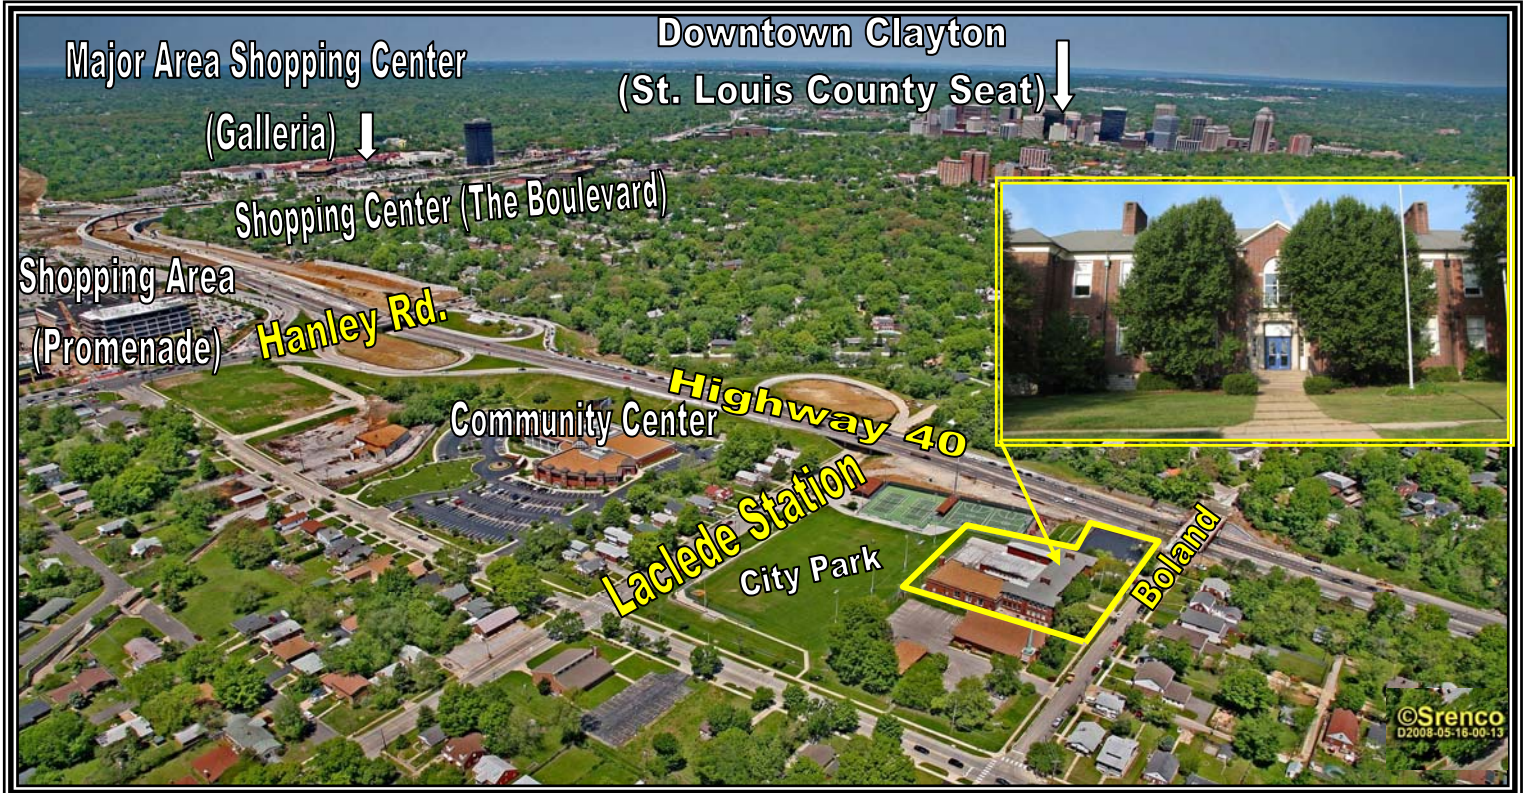 Downtown Clayton
(St. Louis County Seat)
Major Area Shopping Center
(Galleria)
Shopping Center (The Boulevard)
Shopping Area
(Promenade)
Hanley Rd.
Highway 40
Community Center
Laclede Station
City Park
Boland
©Srenco
D2008-05-16-00-13